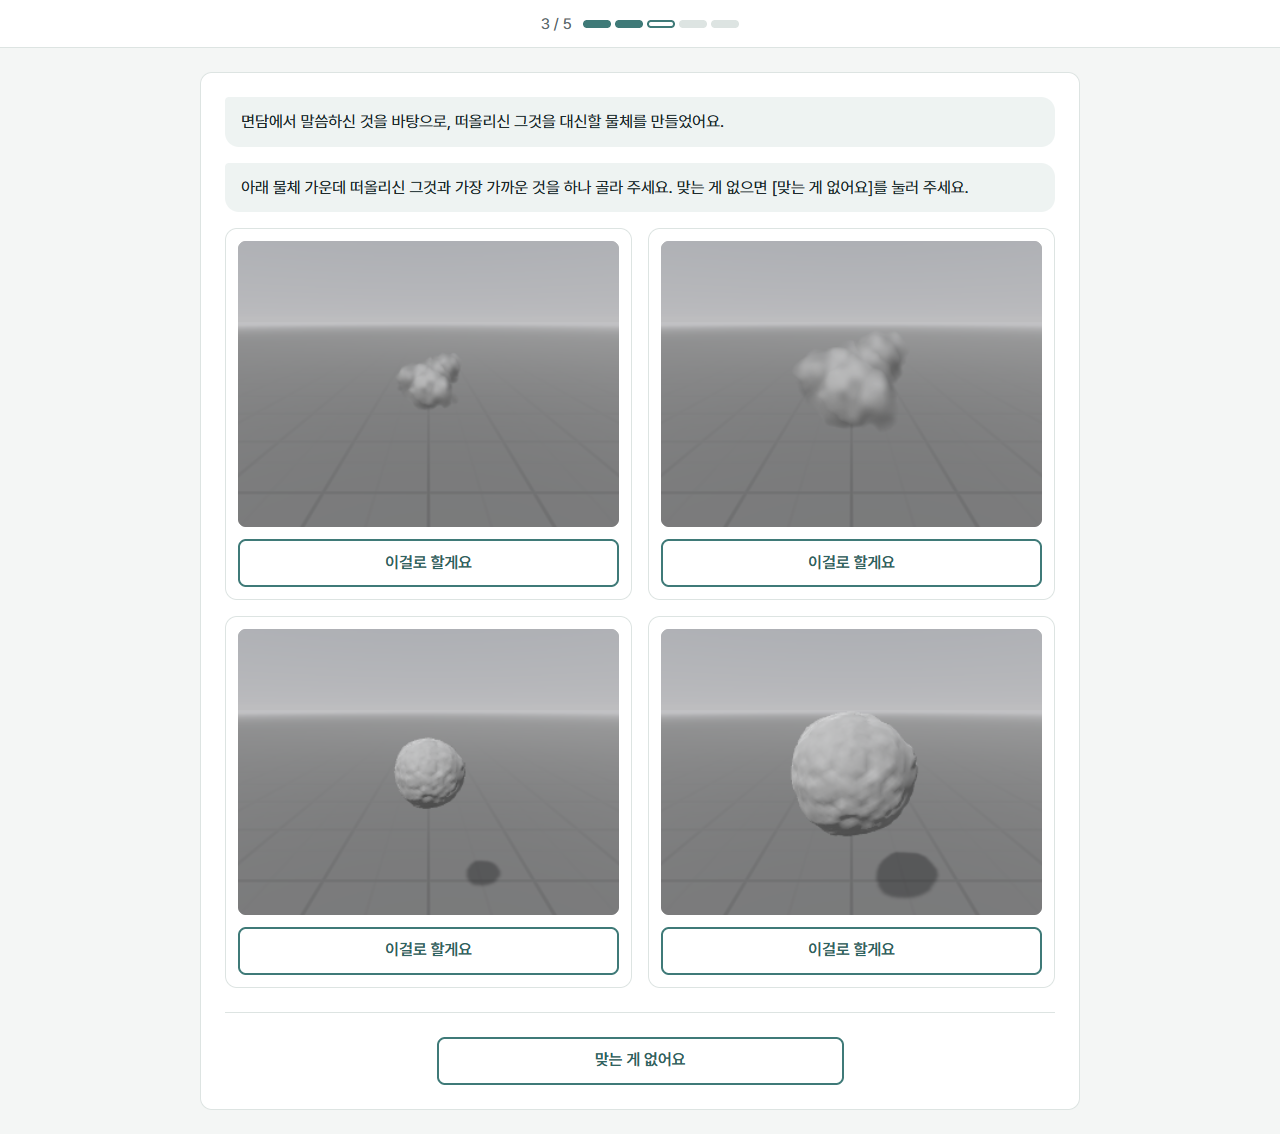 3 / 5
면담에서 말씀하신 것을 바탕으로, 떠올리신 그것을 대신할 물체를 만들었어요.
아래 물체 가운데 떠올리신 그것과 가장 가까운 것을 하나 골라 주세요. 맞는 게 없으면 [맞는 게 없어요]를 눌러 주세요.
이걸로 할게요
이걸로 할게요
이걸로 할게요
이걸로 할게요
맞는 게 없어요